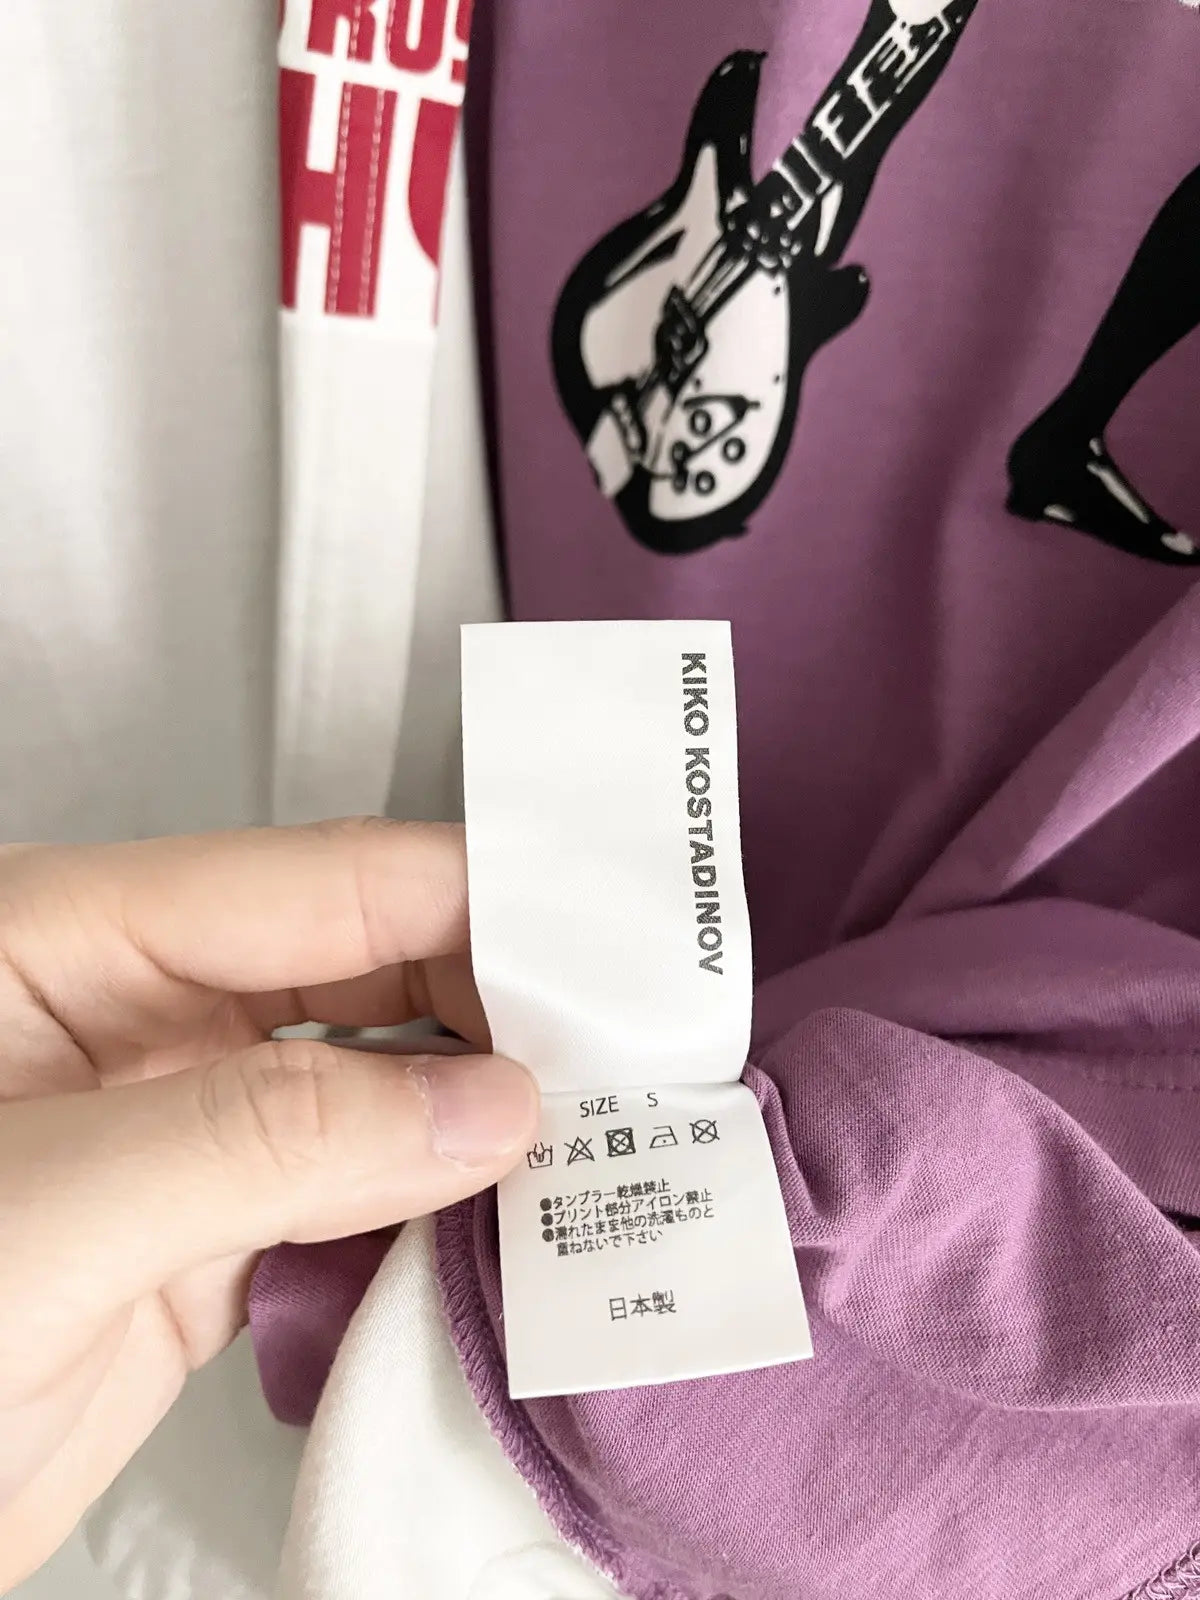 KIKO KOSTADINOV
SIZE S
●タンブラー乾燥禁止
●プリント部分アイロン禁止
●濡れたまま他の洗濯ものと
重ねないで下さい
日本製